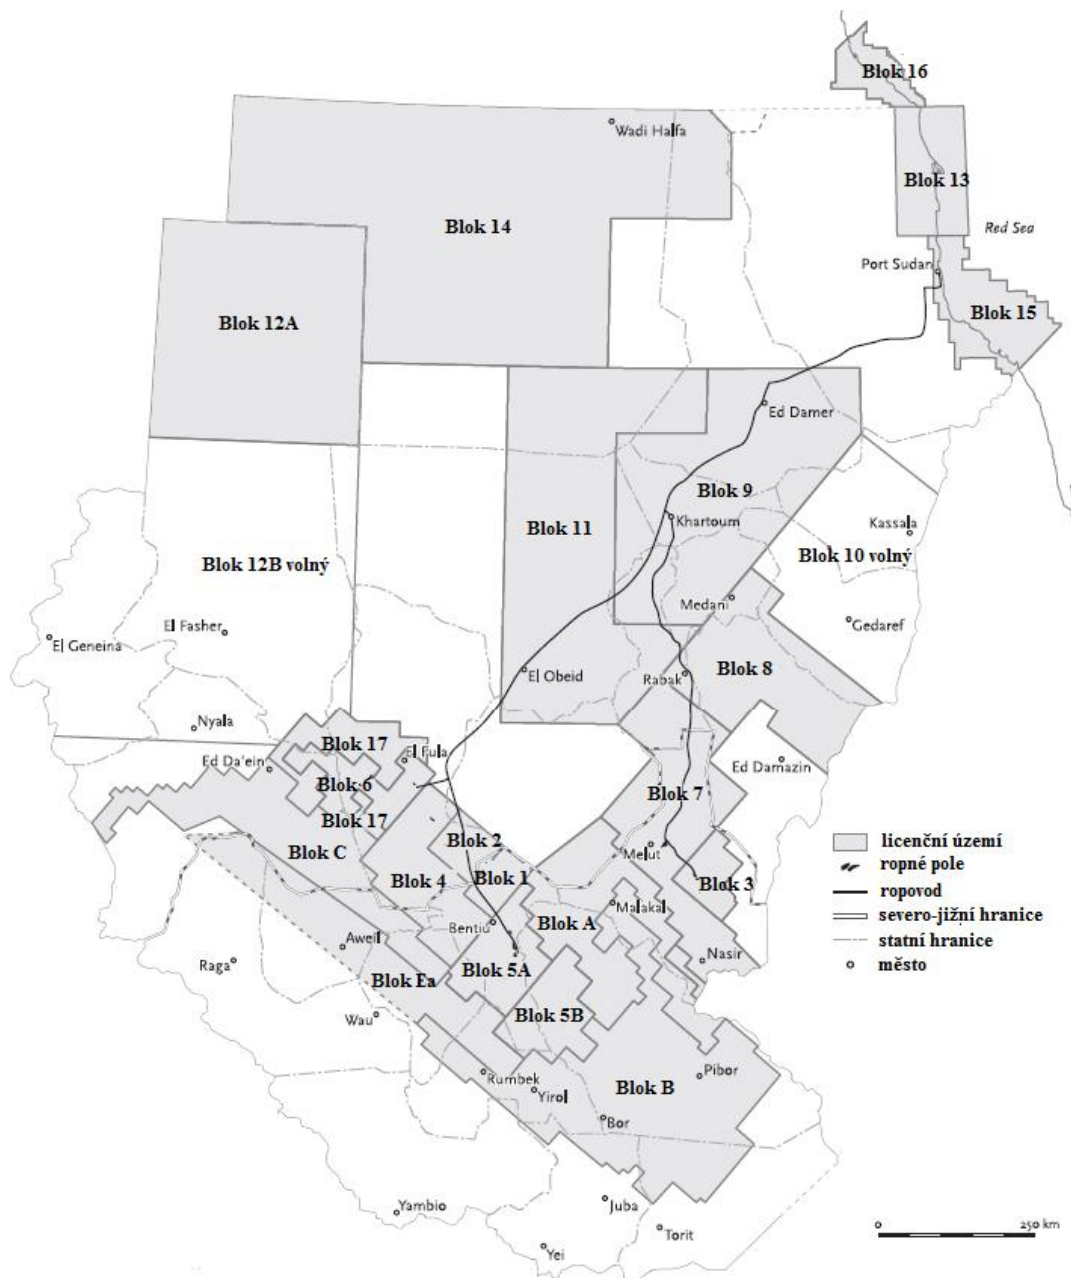 Blok 16
Wadi Halfa
Blok 13
Blok 14
Red Sea
Port Sudan
Blok 15
Blok 12A
Ed Damer
Blok 9
Khartoum
Kassala
Blok 11
Blok 10 volný
Blok 12B volný
Medani
El Fasher
Gedaref
El Geneina
Blok 8
El Obeid
Rabak
Nyala
Blok 17
El Fula
Ed Da'ein
Ed Damazin
Blok 6
Blok 7
Blok 17
Blok 2
Blok C
Melut
Blok 1
Blok 4
Blok 3
Malakal
Blok A
Bentiu
Aweil
Nasir
Raga
Blok 5A
Blok Ea
Wau
Blok 5B
Rumbek
Pibor
Yirol
Blok B
Bor
Yambio
Juba
Torit
Yei
licenční území
ropné pole
ropovod
severo-jižní hranice
statní hranice
město
0 250 km